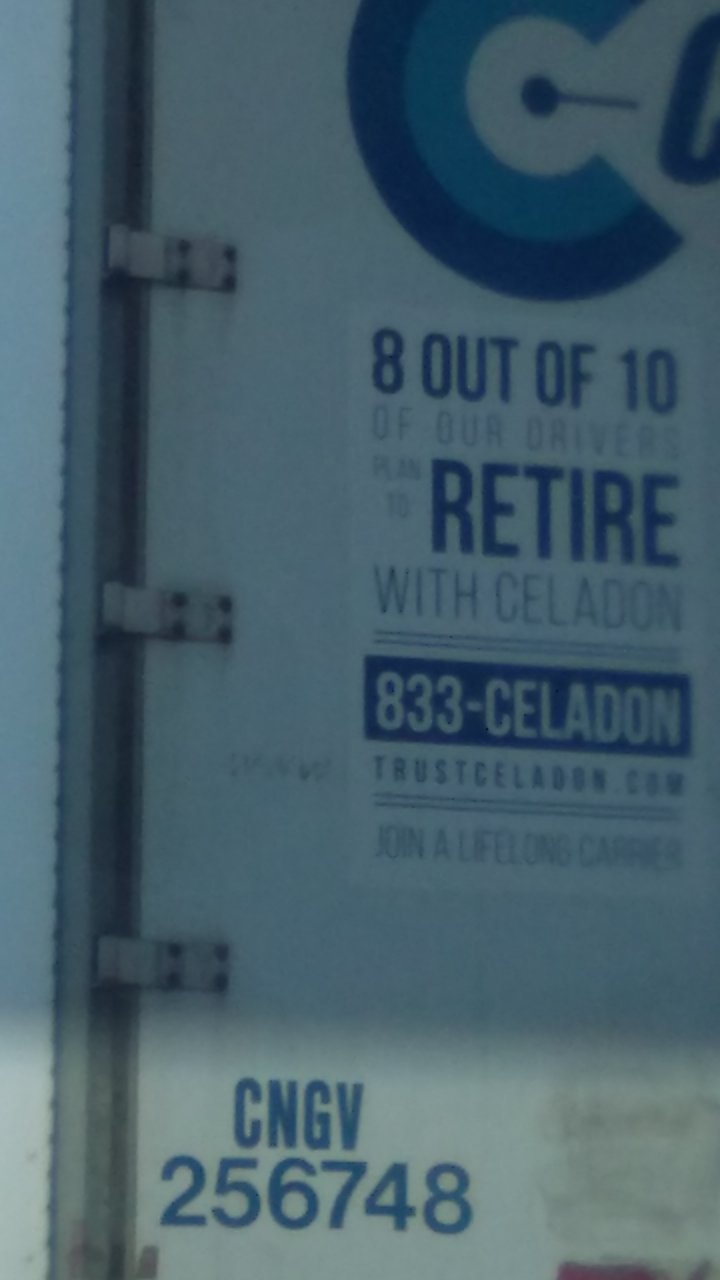 8 OUT OF 10
OF OUR DRIVERS
PLAN
TO
RETIRE
WITH CELADON
833-CELADON
TRUSTCELADON.COM
JOIN A LIFELONG CARRIER
CNGV
256748